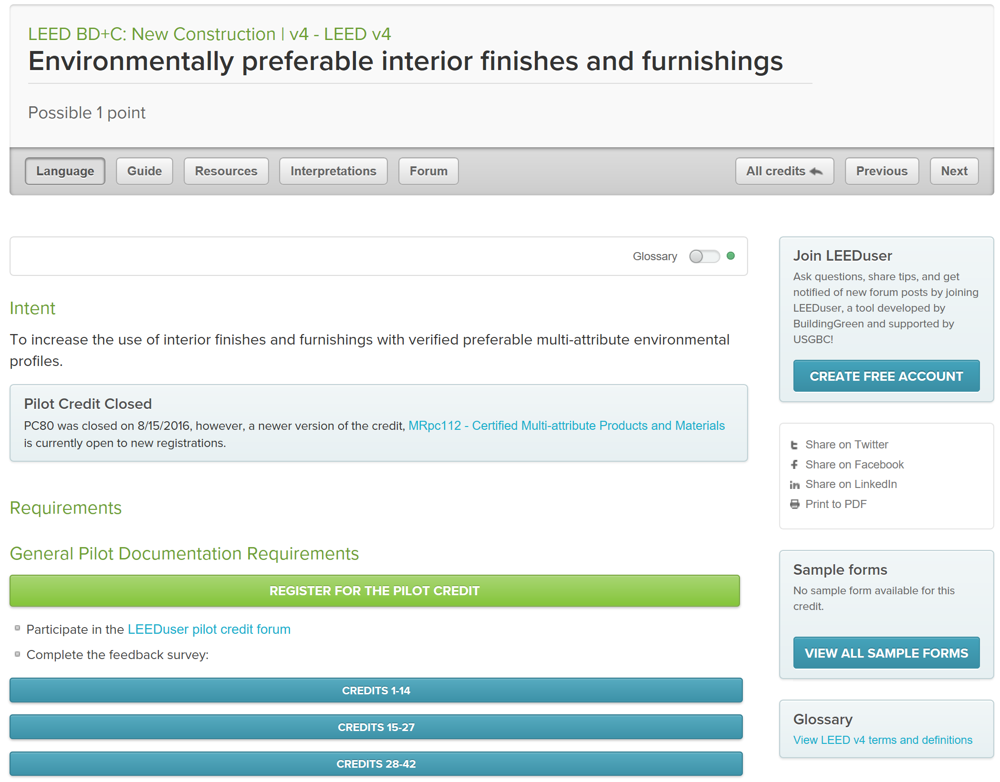 LEED BD+C: New Construction | v4 - LEED v4
Environmentally preferable interior finishes and furnishings
Possible 1 point
Language
Guide
Resources
Interpretations
Forum
All credits
Previous
Next
Glossary
Intent
To increase the use of interior finishes and furnishings with verified preferable multi-attribute environmental
profiles.
Pilot Credit Closed
PC80 was closed on 8/15/2016, however, a newer version of the credit, MRpc112 - Certified Multi-attribute Products and Materials
is currently open to new registrations.
Requirements
General Pilot Documentation Requirements
REGISTER FOR THE PILOT CREDIT
Participate in the LEEDuser pilot credit forum
Complete the feedback survey:
CREDITS 1-14
CREDITS 15-27
CREDITS 28-42
Join LEEDuser
Ask questions, share tips, and get
notified of new forum posts by joining
LEEDuser, a tool developed by
BuildingGreen and supported by
USGBC!
CREATE FREE ACCOUNT
Share on Twitter
Share on Facebook
Share on LinkedIn
Print to PDF
Sample forms
No sample form available for this
credit.
VIEW ALL SAMPLE FORMS
Glossary
View LEED v4 terms and definitions